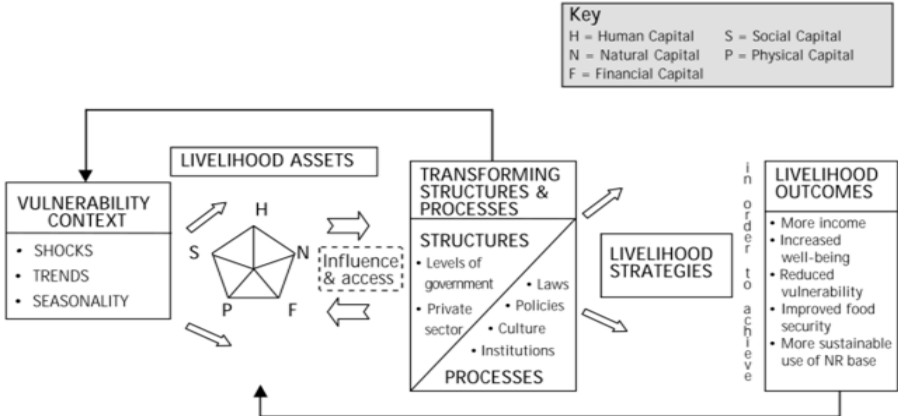 Key
H = Human Capital S = Social Capital
N = Natural Capital P = Physical Capital
F = Financial Capital
LIVELIHOOD ASSETS
VULNERABILITY
CONTEXT
• SHOCKS
• TRENDS
• SEASONALITY
H
S
N
P
F
Influence
& access
TRANSFORMING
STRUCTURES &
PROCESSES
STRUCTURES
• Levels of
government
• Private
sector
• Laws
• Policies
• Culture
• Institutions
PROCESSES
LIVELIHOOD
STRATEGIES
in order to achieve
LIVELIHOOD
OUTCOMES
• More income
• Increased
well-being
• Reduced
vulnerability
• Improved food
security
• More sustainable
use of NR base